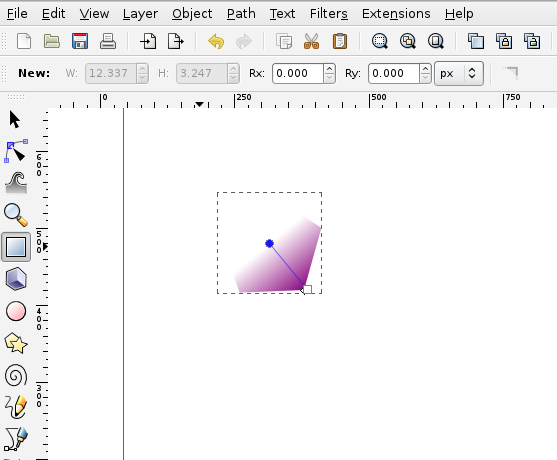 File Edit View Layer Object Path Text Filters Extensions Help
New: W: 12.337 H: 3.247 Rx: 0.000 Ry: 0.000 px
0 250 500 750
600
500
400
300